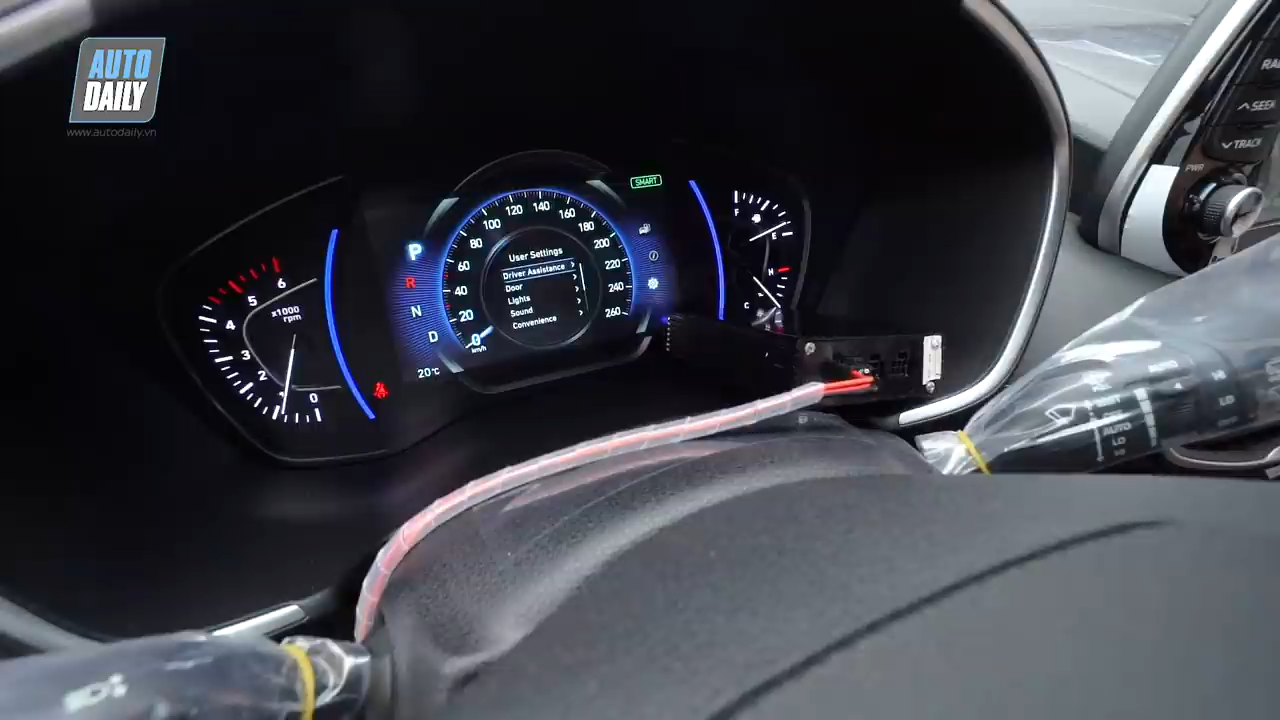 AUTO
DAILY
www.autodaily.vn
SMART
0
2
3
4
5
6
x1000
rpm
P
R
N
D
20°C
0
20
40
60
80
100
120
140
160
180
200
220
240
260
km/h
User Settings
Driver Assistance
Door
Lights
Sound
Convenience
F
E
H
C
SEEK
TRACK
PWR
AUTO
LO